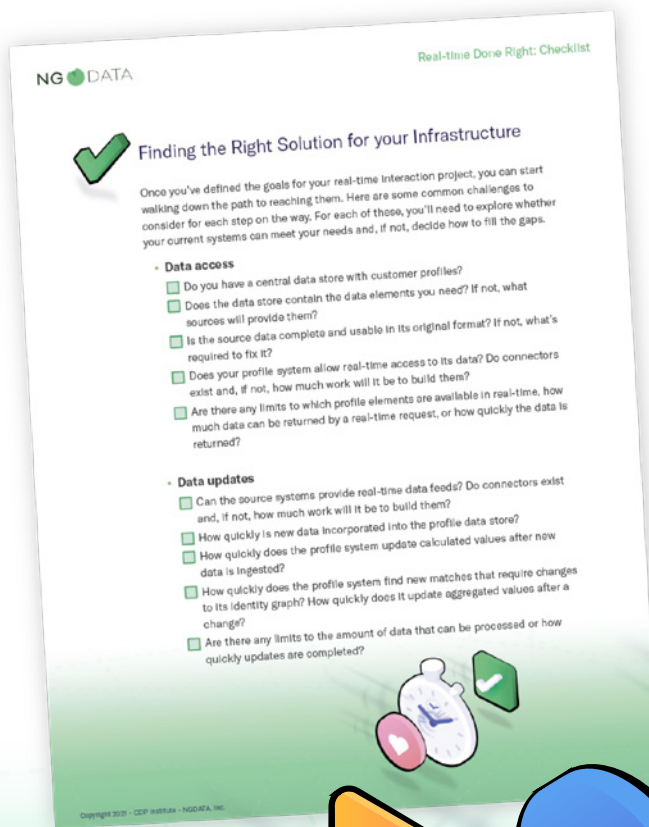 NG DATA
Real-time Done Right: Checklist
Finding the Right Solution for your Infrastructure
Once you've defined the goals for your real-time interaction project, you can start
walking down the path to reaching them. Here are some common challenges to
consider for each step on the way. For each of these, you'll need to explore whether
your current systems can meet your needs and, if not, decide how to fill the gaps.
• Data access
Do you have a central data store with customer profiles?
Does the data store contain the data elements you need? If not, what
sources will provide them?
Is the source data complete and usable in its original format? If not, what's
required to fix it?
Does your profile system allow real-time access to its data? Do connectors
exist and, if not, how much work will it be to build them?
Are there any limits to which profile elements are available in real-time, how
much data can be returned by a real-time request, or how quickly the data is
returned?
• Data updates
Can the source systems provide real-time data feeds? Do connectors exist
and, if not, how much work will it be to build them?
How quickly is new data incorporated into the profile data store?
How quickly does the profile system update calculated values after new
data is ingested?
How quickly does the profile system find new matches that require changes
to its identity graph? How quickly does it update aggregated values after a
change?
Are there any limits to the amount of data that can be processed or how
quickly updates are completed?
Copyright 2021 - CDP Institute - NGDATA, Inc.